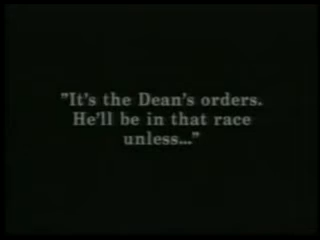 "It's the Dean's orders.
He'll be in that race
unless..."